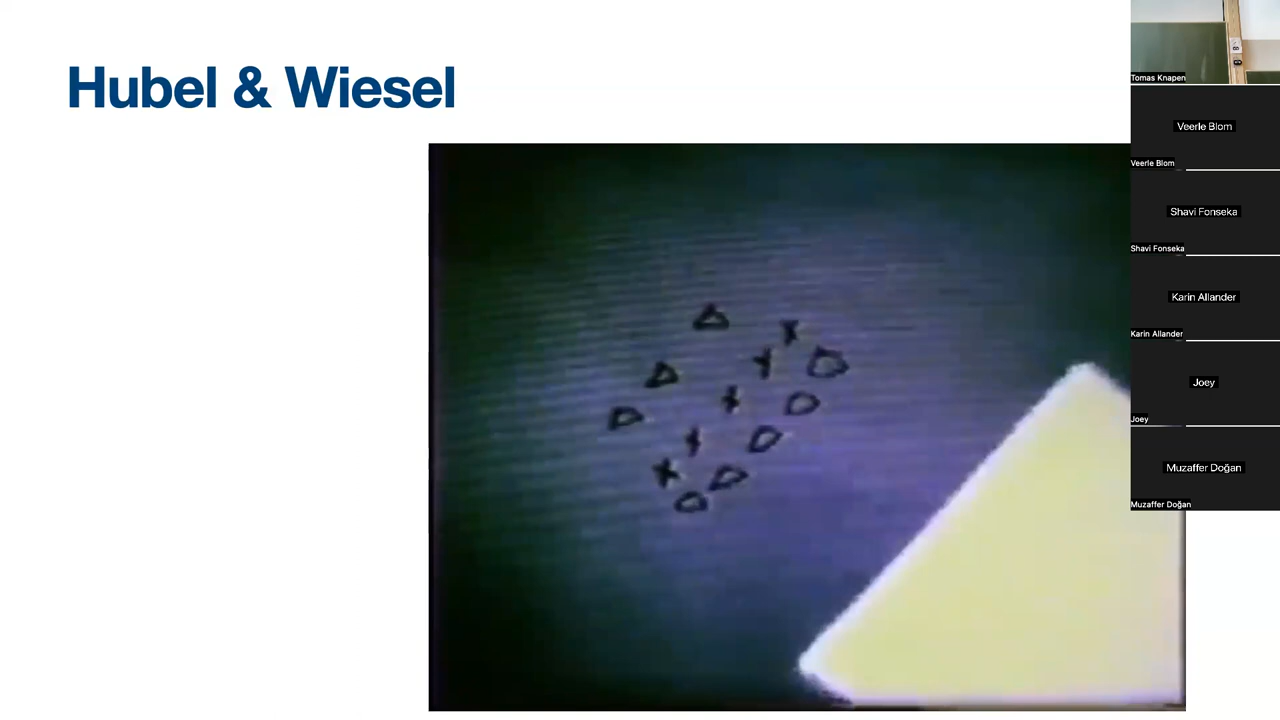 Hubel & Wiesel
Tomas Knapen
Veerle Blom
Veerle Blom
Shavi Fonseka
Shavi Fonseka
Karin Allander
Karin Allander
Joey
Joey
Muzaffer Doğan
Muzaffer Doğan